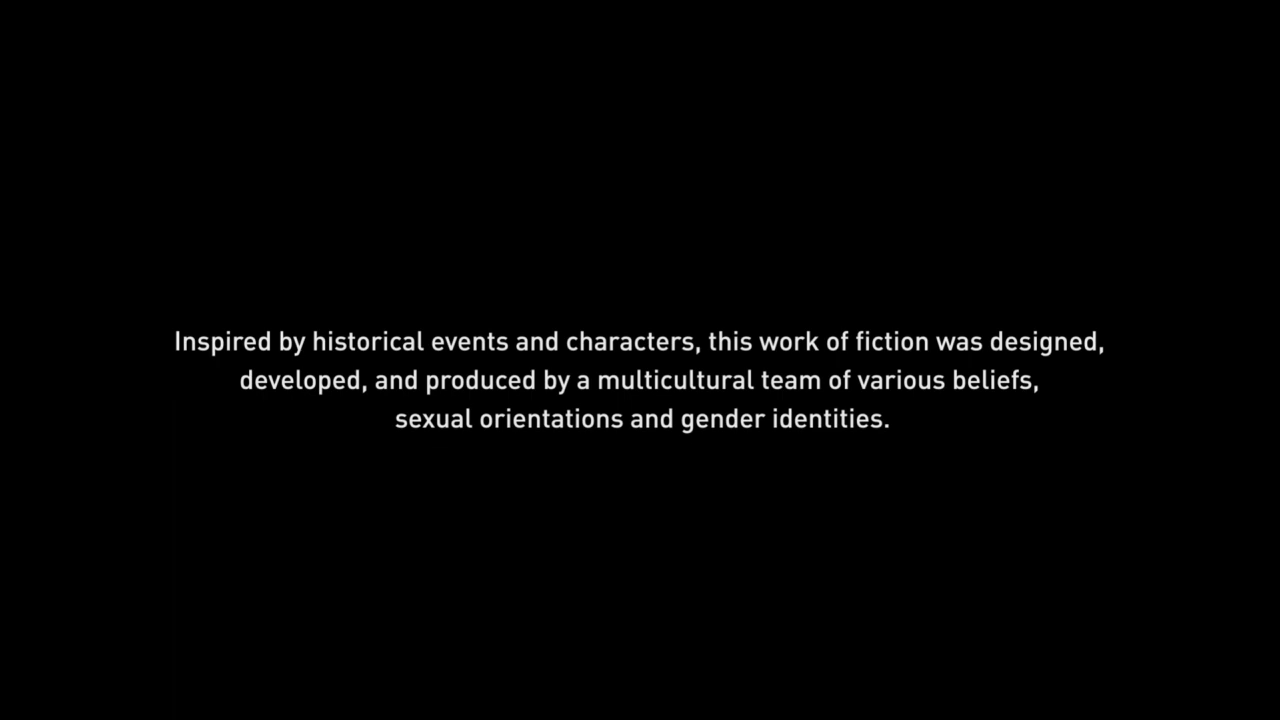 Inspired by historical events and characters, this work of fiction was designed,
developed, and produced by a multicultural team of various beliefs,
sexual orientations and gender identities.